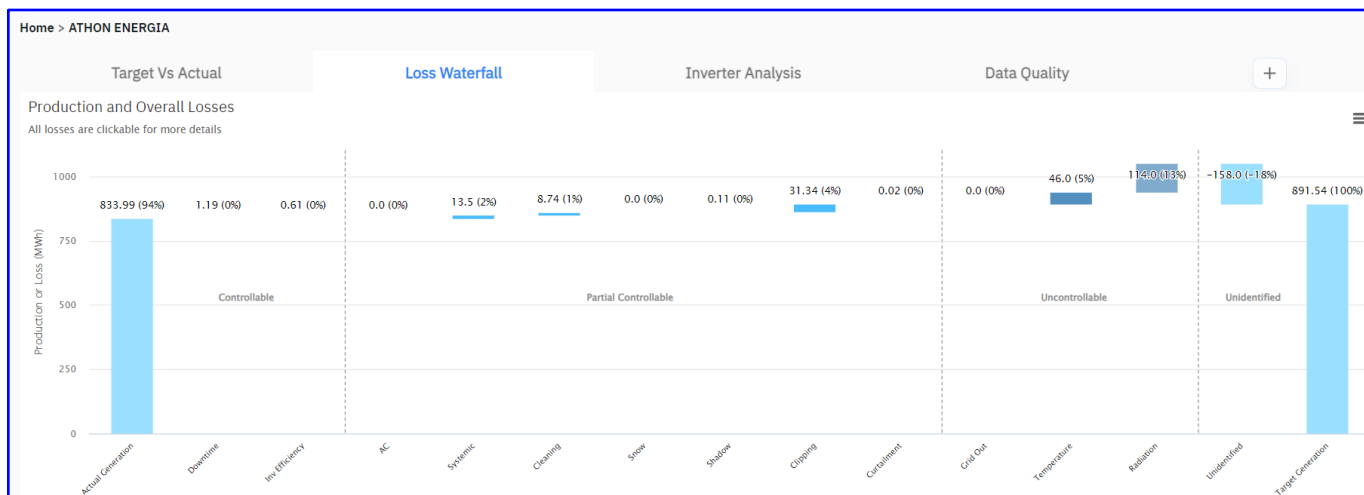 Home > ATHON ENERGIA
Target Vs Actual Loss Waterfall Inverter Analysis Data Quality +
Production and Overall Losses
All losses are clickable for more details
Production or Loss (MWh)
1000
750
500
250
0
833.99 (94%) 1.19 (0%) 0.61 (0%) 0.0 (0%) 13.5 (2%) 8.74 (1%) 0.0 (0%) 0.11 (0%) 31.34 (4%) 0.02 (0%) 0.0 (0%) 46.0 (5%) 114.0 (13%) -158.0 (-18%) 891.54 (100%)
Controllable Partial Controllable Uncontrollable Unidentified
Actual Generation Downtime Inv Efficiency AC Systemic Cleaning Snow Shadow Clipping Curtailment Grid Out Temperature Radiation Unidentified Target Generation